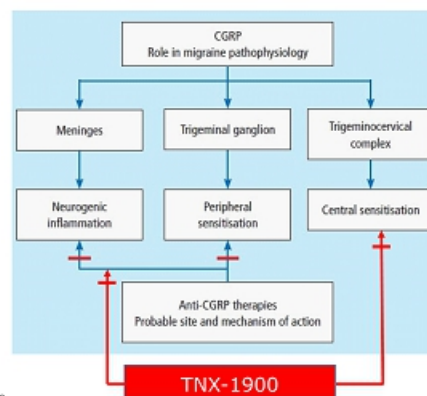 CGRP
Role in migraine pathophysiology
Meninges
Trigeminal ganglion
Trigeminocervical
complex
Neurogenic
inflammation
Peripheral
sensitisation
Central sensitisation
Anti-CGRP therapies
Probable site and mechanism of action
TNX-1900